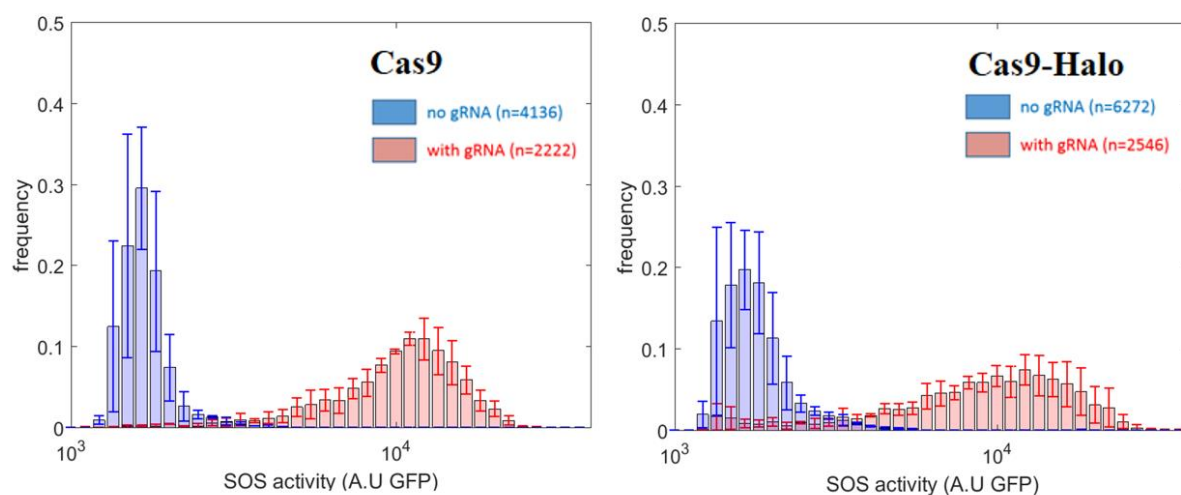 Cas9
no gRNA (n=4136)
with gRNA (n=2222)
frequency
0.5
0.4
0.3
0.2
0.1
0
10³
10⁴
SOS activity (A.U GFP)
Cas9-Halo
no gRNA (n=6272)
with gRNA (n=2546)
frequency
0.5
0.4
0.3
0.2
0.1
0
10³
10⁴
SOS activity (A.U GFP)